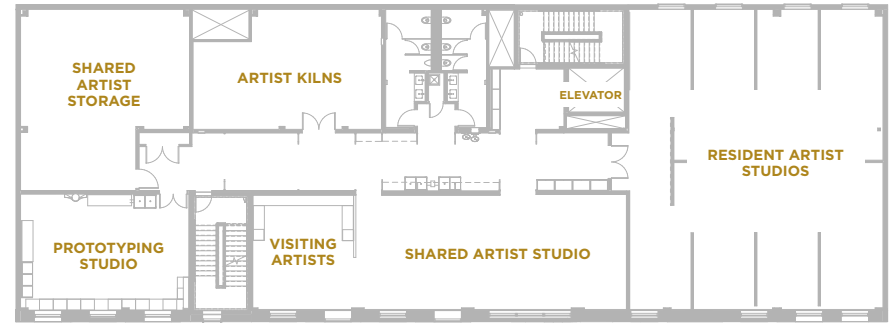 SHARED
ARTIST
STORAGE
ARTIST KILNS
ELEVATOR
RESIDENT ARTIST
STUDIOS
PROTOTYPING
STUDIO
VISITING
ARTISTS
SHARED ARTIST STUDIO